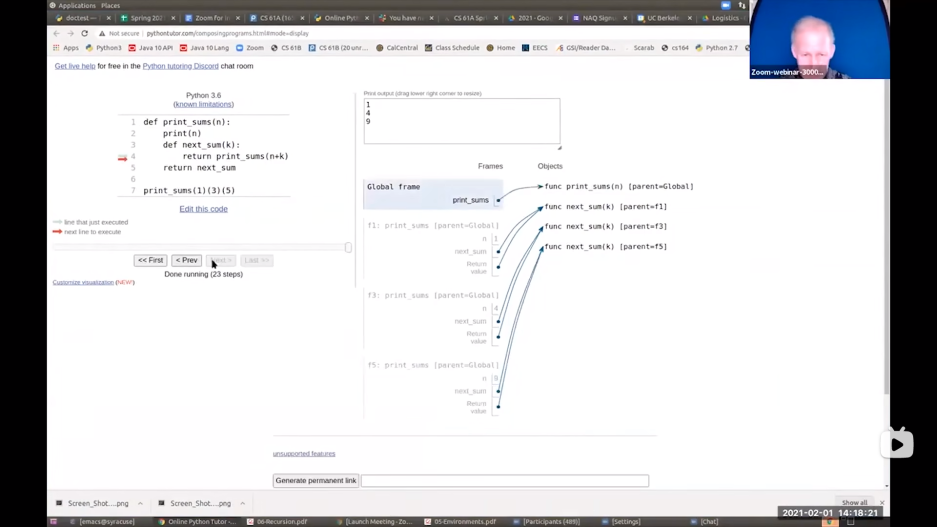 Applications Places
doctest —
Spring 202
Zoom for in
CS 61A (10
Online Pyth
You have n
CS 61A Spr
2021 - Goog
NAQ Signu
UC Berkele
Logistics
Not secure | pythontutor.com/composingprograms.html#mode=display
Apps Python3 Java 10 API Java 10 Lang Zoom CS 61B CS 61B (20 unr... CalCentral Class Schedule Home EECS GSI/Reader Da... Scarab cs164 Python 2.7
Zoom-webinar-3000...
Get live help for free in the Python tutoring Discord chat room
Python 3.6
(known limitations)
1 def print_sums(n):
2 print(n)
3 def next_sum(k):
4 return print_sums(n+k)
5 return next_sum
6
7 print_sums(1)(3)(5)
Edit this code
line that just executed
next line to execute
<< First < Prev Next > Last >>
Done running (23 steps)
Customize visualization (NEW!)
Print output (drag lower right corner to resize)
1
4
9
Frames Objects
Global frame
print_sums
func print_sums(n) [parent=Global]
func next_sum(k) [parent=f1]
func next_sum(k) [parent=f3]
func next_sum(k) [parent=f5]
f1: print_sums [parent=Global]
n 1
next_sum
Return
value
f3: print_sums [parent=Global]
n 4
next_sum
Return
value
f5: print_sums [parent=Global]
n 9
next_sum
Return
value
unsupported features
Generate permanent link
Screen_Shot....png
Screen_Shot....png
Show all
2021-02-01 14:18:21
[emacs@syracuse] Online Python Tutor -... 06-Recursion.pdf [Launch Meeting - Zo... 05-Environments.pdf [Participants (489)] [Settings] [Chat]